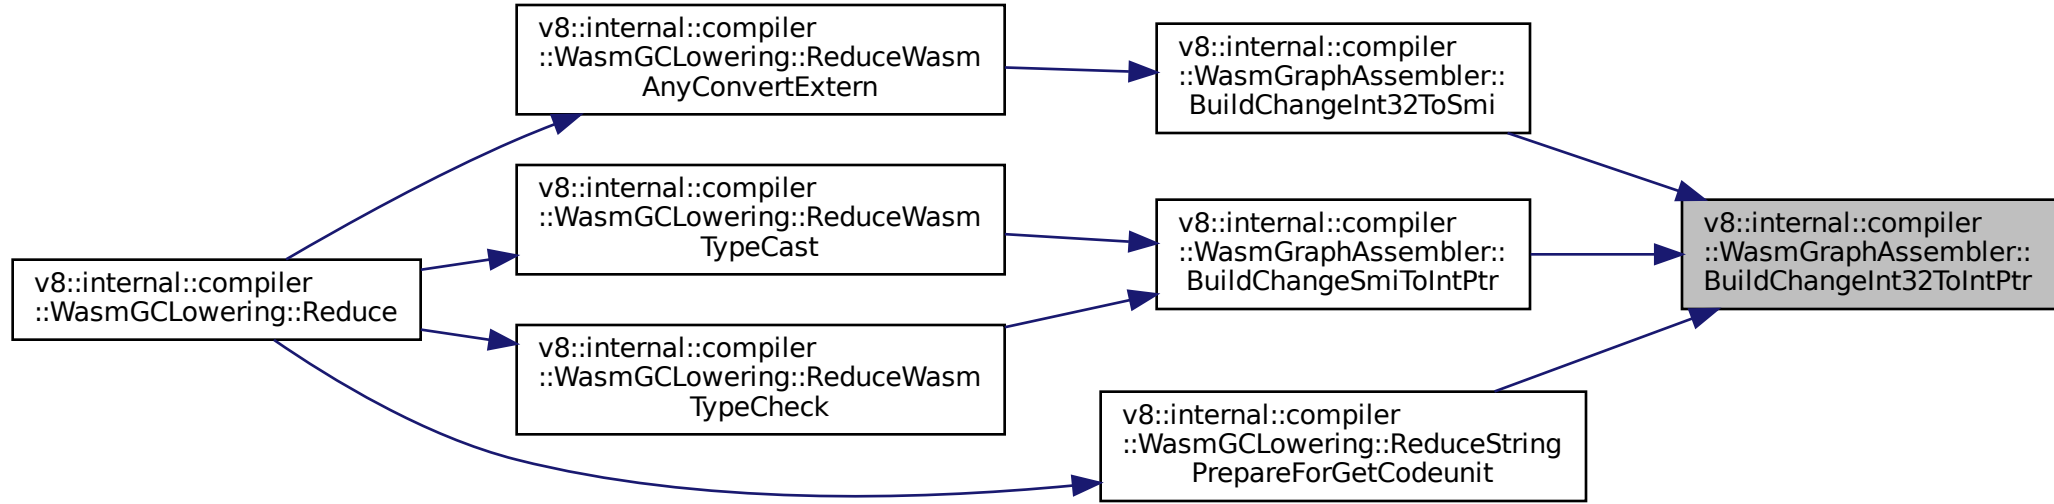 v8::internal::compiler
::WasmGCLowering::ReduceWasm
AnyConvertExtern
v8::internal::compiler
::WasmGraphAssembler::
BuildChangeInt32ToSmi
v8::internal::compiler
::WasmGCLowering::ReduceWasm
TypeCast
v8::internal::compiler
::WasmGraphAssembler::
BuildChangeSmiToIntPtr
v8::internal::compiler
::WasmGraphAssembler::
BuildChangeInt32ToIntPtr
v8::internal::compiler
::WasmGCLowering::Reduce
v8::internal::compiler
::WasmGCLowering::ReduceWasm
TypeCheck
v8::internal::compiler
::WasmGCLowering::ReduceString
PrepareForGetCodeunit